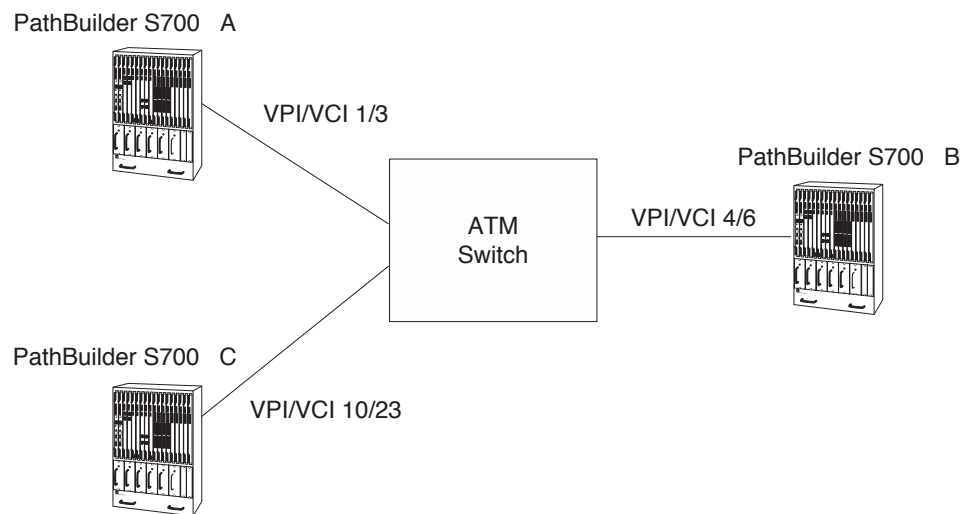 PathBuilder S700 A
VPI/VCI 1/3
PathBuilder S700 B
ATM
Switch
VPI/VCI 4/6
PathBuilder S700 C
VPI/VCI 10/23